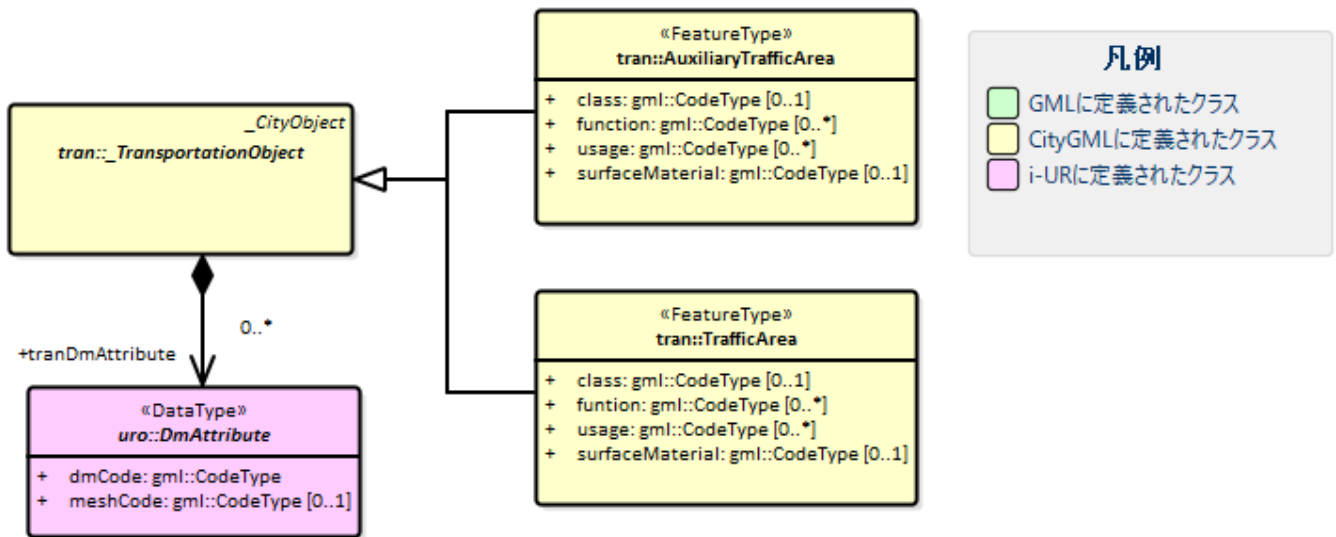 _CityObject
tran::_TransportationObject
0..*
+tranDmAttribute
«DataType»
uro::DmAttribute
+ dmCode: gml::CodeType
+ meshCode: gml::CodeType [0..1]
«FeatureType»
tran::AuxiliaryTrafficArea
+ class: gml::CodeType [0..1]
+ function: gml::CodeType [0..*]
+ usage: gml::CodeType [0..*]
+ surfaceMaterial: gml::CodeType [0..1]
«FeatureType»
tran::TrafficArea
+ class: gml::CodeType [0..1]
+ funtion: gml::CodeType [0..*]
+ usage: gml::CodeType [0..*]
+ surfaceMaterial: gml::CodeType [0..1]
凡例
GMLに定義されたクラス
CityGMLに定義されたクラス
i-URに定義されたクラス